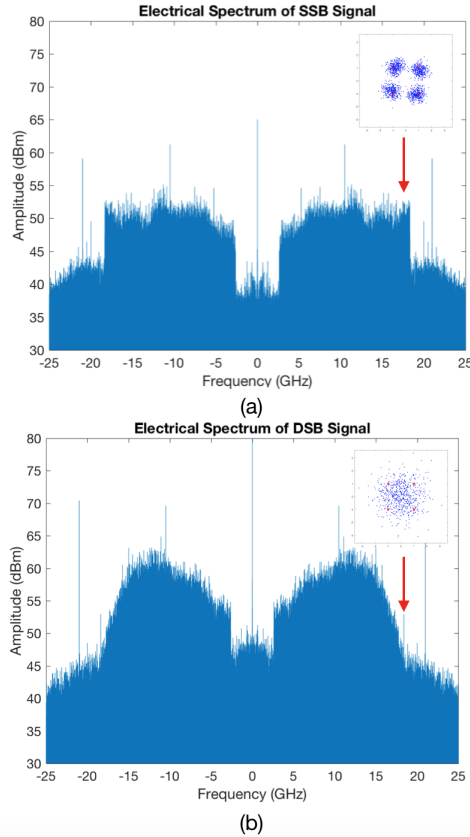 Electrical Spectrum of SSB Signal
80
75
70
65
60
55
50
45
40
35
30
Amplitude (dBm)
-25 -20 -15 -10 -5 0 5 10 15 20 25
Frequency (GHz)
(a)
Electrical Spectrum of DSB Signal
80
75
70
65
60
55
50
45
40
35
30
Amplitude (dBm)
-25 -20 -15 -10 -5 0 5 10 15 20 25
Frequency (GHz)
(b)